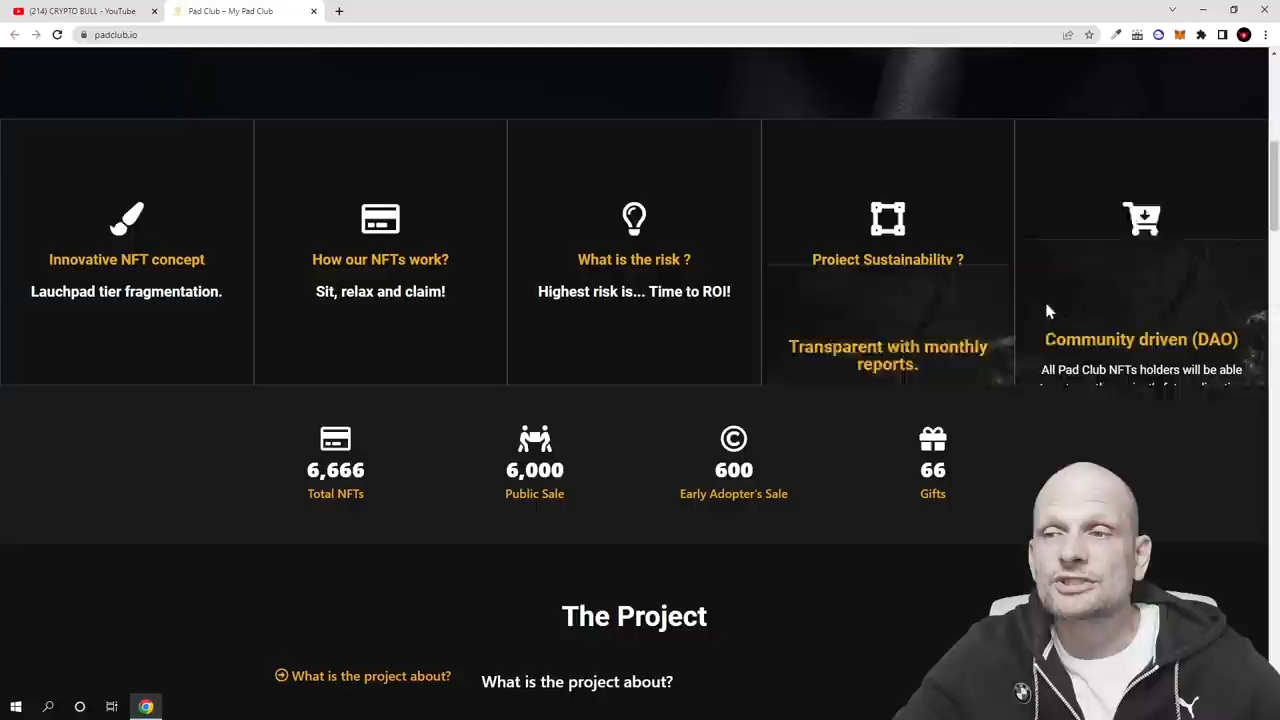 (214) CRYPTO BULL - YouTube
Pad Club – My Pad Club
padclub.io
Innovative NFT concept
Lauchpad tier fragmentation.
How our NFTs work?
Sit, relax and claim!
What is the risk ?
Highest risk is... Time to ROI!
Project Sustainability ?
Transparent with monthly
reports.
Community driven (DAO)
All Pad Club NFTs holders will be able
6,666
Total NFTs
6,000
Public Sale
600
Early Adopter's Sale
66
Gifts
The Project
What is the project about?
What is the project about?